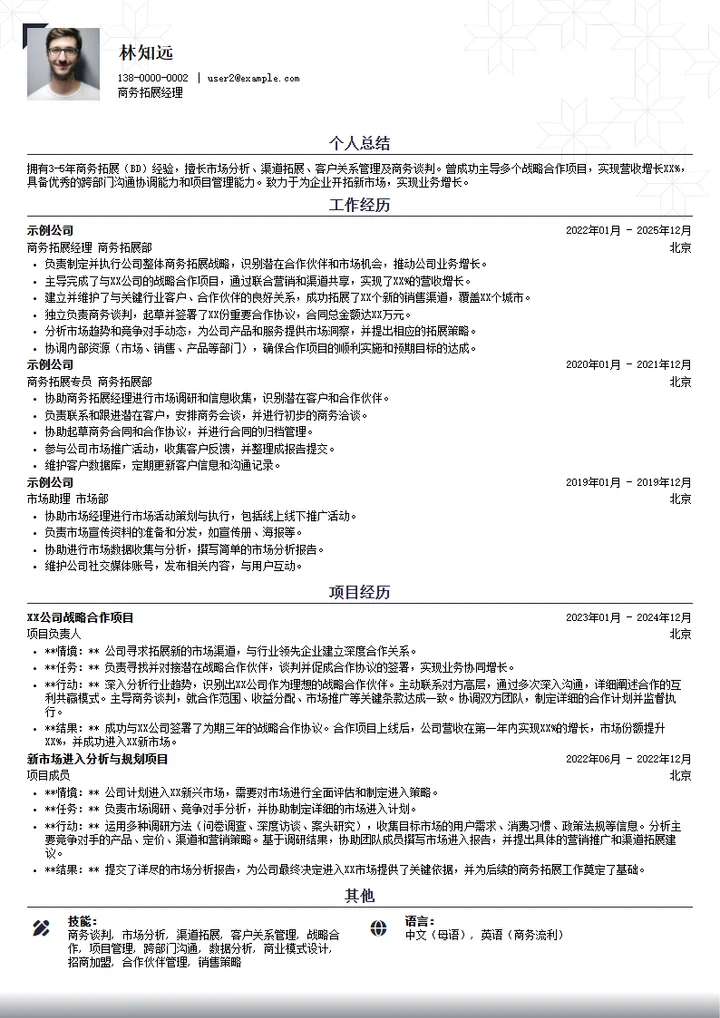 林知远
138-0000-0002 | user2@example.com
商务拓展经理
个人总结
拥有3-5年商务拓展（BD）经验，擅长市场分析、渠道拓展、客户关系管理及商务谈判。曾成功主导多个战略合作项目，实现营收增长XX%，
具备优秀的跨部门沟通协调能力和项目管理能力。致力于为企业开拓新市场，实现业务增长。
工作经历
示例公司 2022年01月 - 2025年12月
商务拓展经理 商务拓展部 北京
• 负责制定并执行公司整体商务拓展战略，识别潜在合作伙伴和市场机会，推动公司业务增长。
• 主导完成了与XX公司的战略合作项目，通过联合营销和渠道共享，实现了XX%的营收增长。
• 建立并维护了与关键行业客户、合作伙伴的良好关系，成功拓展了XX个新的销售渠道，覆盖XX个城市。
• 独立负责商务谈判，起草并签署了XX份重要合作协议，合同总金额达XX万元。
• 分析市场趋势和竞争对手动态，为公司产品和服务提供市场洞察，并提出相应的拓展策略。
• 协调内部资源（市场、销售、产品等部门），确保合作项目的顺利实施和预期目标的达成。
示例公司 2020年01月 - 2021年12月
商务拓展专员 商务拓展部 北京
• 协助商务拓展经理进行市场调研和信息收集，识别潜在客户和合作伙伴。
• 负责联系和跟进潜在客户，安排商务会谈，并进行初步的商务洽谈。
• 协助起草商务合同和合作协议，并进行合同的归档管理。
• 参与公司市场推广活动，收集客户反馈，并整理成报告提交。
• 维护客户数据库，定期更新客户信息和沟通记录。
示例公司 2019年01月 - 2019年12月
市场助理 市场部 北京
• 协助市场经理进行市场活动策划与执行，包括线上线下推广活动。
• 负责市场宣传资料的准备和分发，如宣传册、海报等。
• 协助进行市场数据收集与分析，撰写简单的市场分析报告。
• 维护公司社交媒体账号，发布相关内容，与用户互动。
项目经历
XX公司战略合作项目 2023年01月 - 2024年12月
项目负责人 北京
• **情境：** 公司寻求拓展新的市场渠道，与行业领先企业建立深度合作关系。
• **任务：** 负责寻找并对接潜在战略合作伙伴，谈判并促成合作协议的签署，实现业务协同增长。
• **行动：** 深入分析行业趋势，识别出XX公司作为理想的战略合作伙伴。主动联系对方高层，通过多次深入沟通，详细阐述合作的互
利共赢模式。主导商务谈判，就合作范围、收益分配、市场推广等关键条款达成一致。协调双方团队，制定详细的合作计划并监督执
行。
• **结果：** 成功与XX公司签署了为期三年的战略合作协议。合作项目上线后，公司营收在第一年内实现XX%的增长，市场份额提升
XX%，并成功进入XX新市场。
新市场进入分析与规划项目 2022年06月 - 2022年12月
项目成员 北京
• **情境：** 公司计划进入XX新兴市场，需要对市场进行全面评估和制定进入策略。
• **任务：** 负责市场调研、竞争对手分析，并协助制定详细的市场进入计划。
• **行动：** 运用多种调研方法（问卷调查、深度访谈、案头研究），收集目标市场的用户需求、消费习惯、政策法规等信息。分析主
要竞争对手的产品、定价、渠道和营销策略。基于调研结果，协助团队成员撰写市场进入报告，并提出具体的营销推广和渠道拓展建
议。
• **结果：** 提交了详尽的市场分析报告，为公司最终决定进入XX市场提供了关键依据，并为后续的商务拓展工作奠定了基础。
其他
技能：
商务谈判, 市场分析, 渠道拓展, 客户关系管理, 战略合
作, 项目管理, 跨部门沟通, 数据分析, 商业模式设计,
招商加盟, 合作伙伴管理, 销售策略
语言：
中文（母语）, 英语（商务流利）